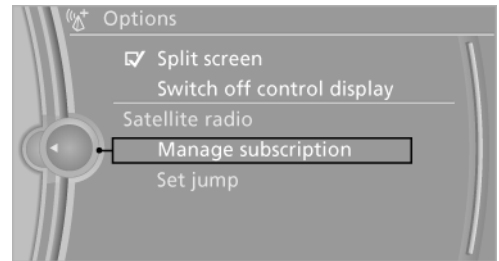 Options
Split screen
Switch off control display
Satellite radio
Manage subscription
Set jump